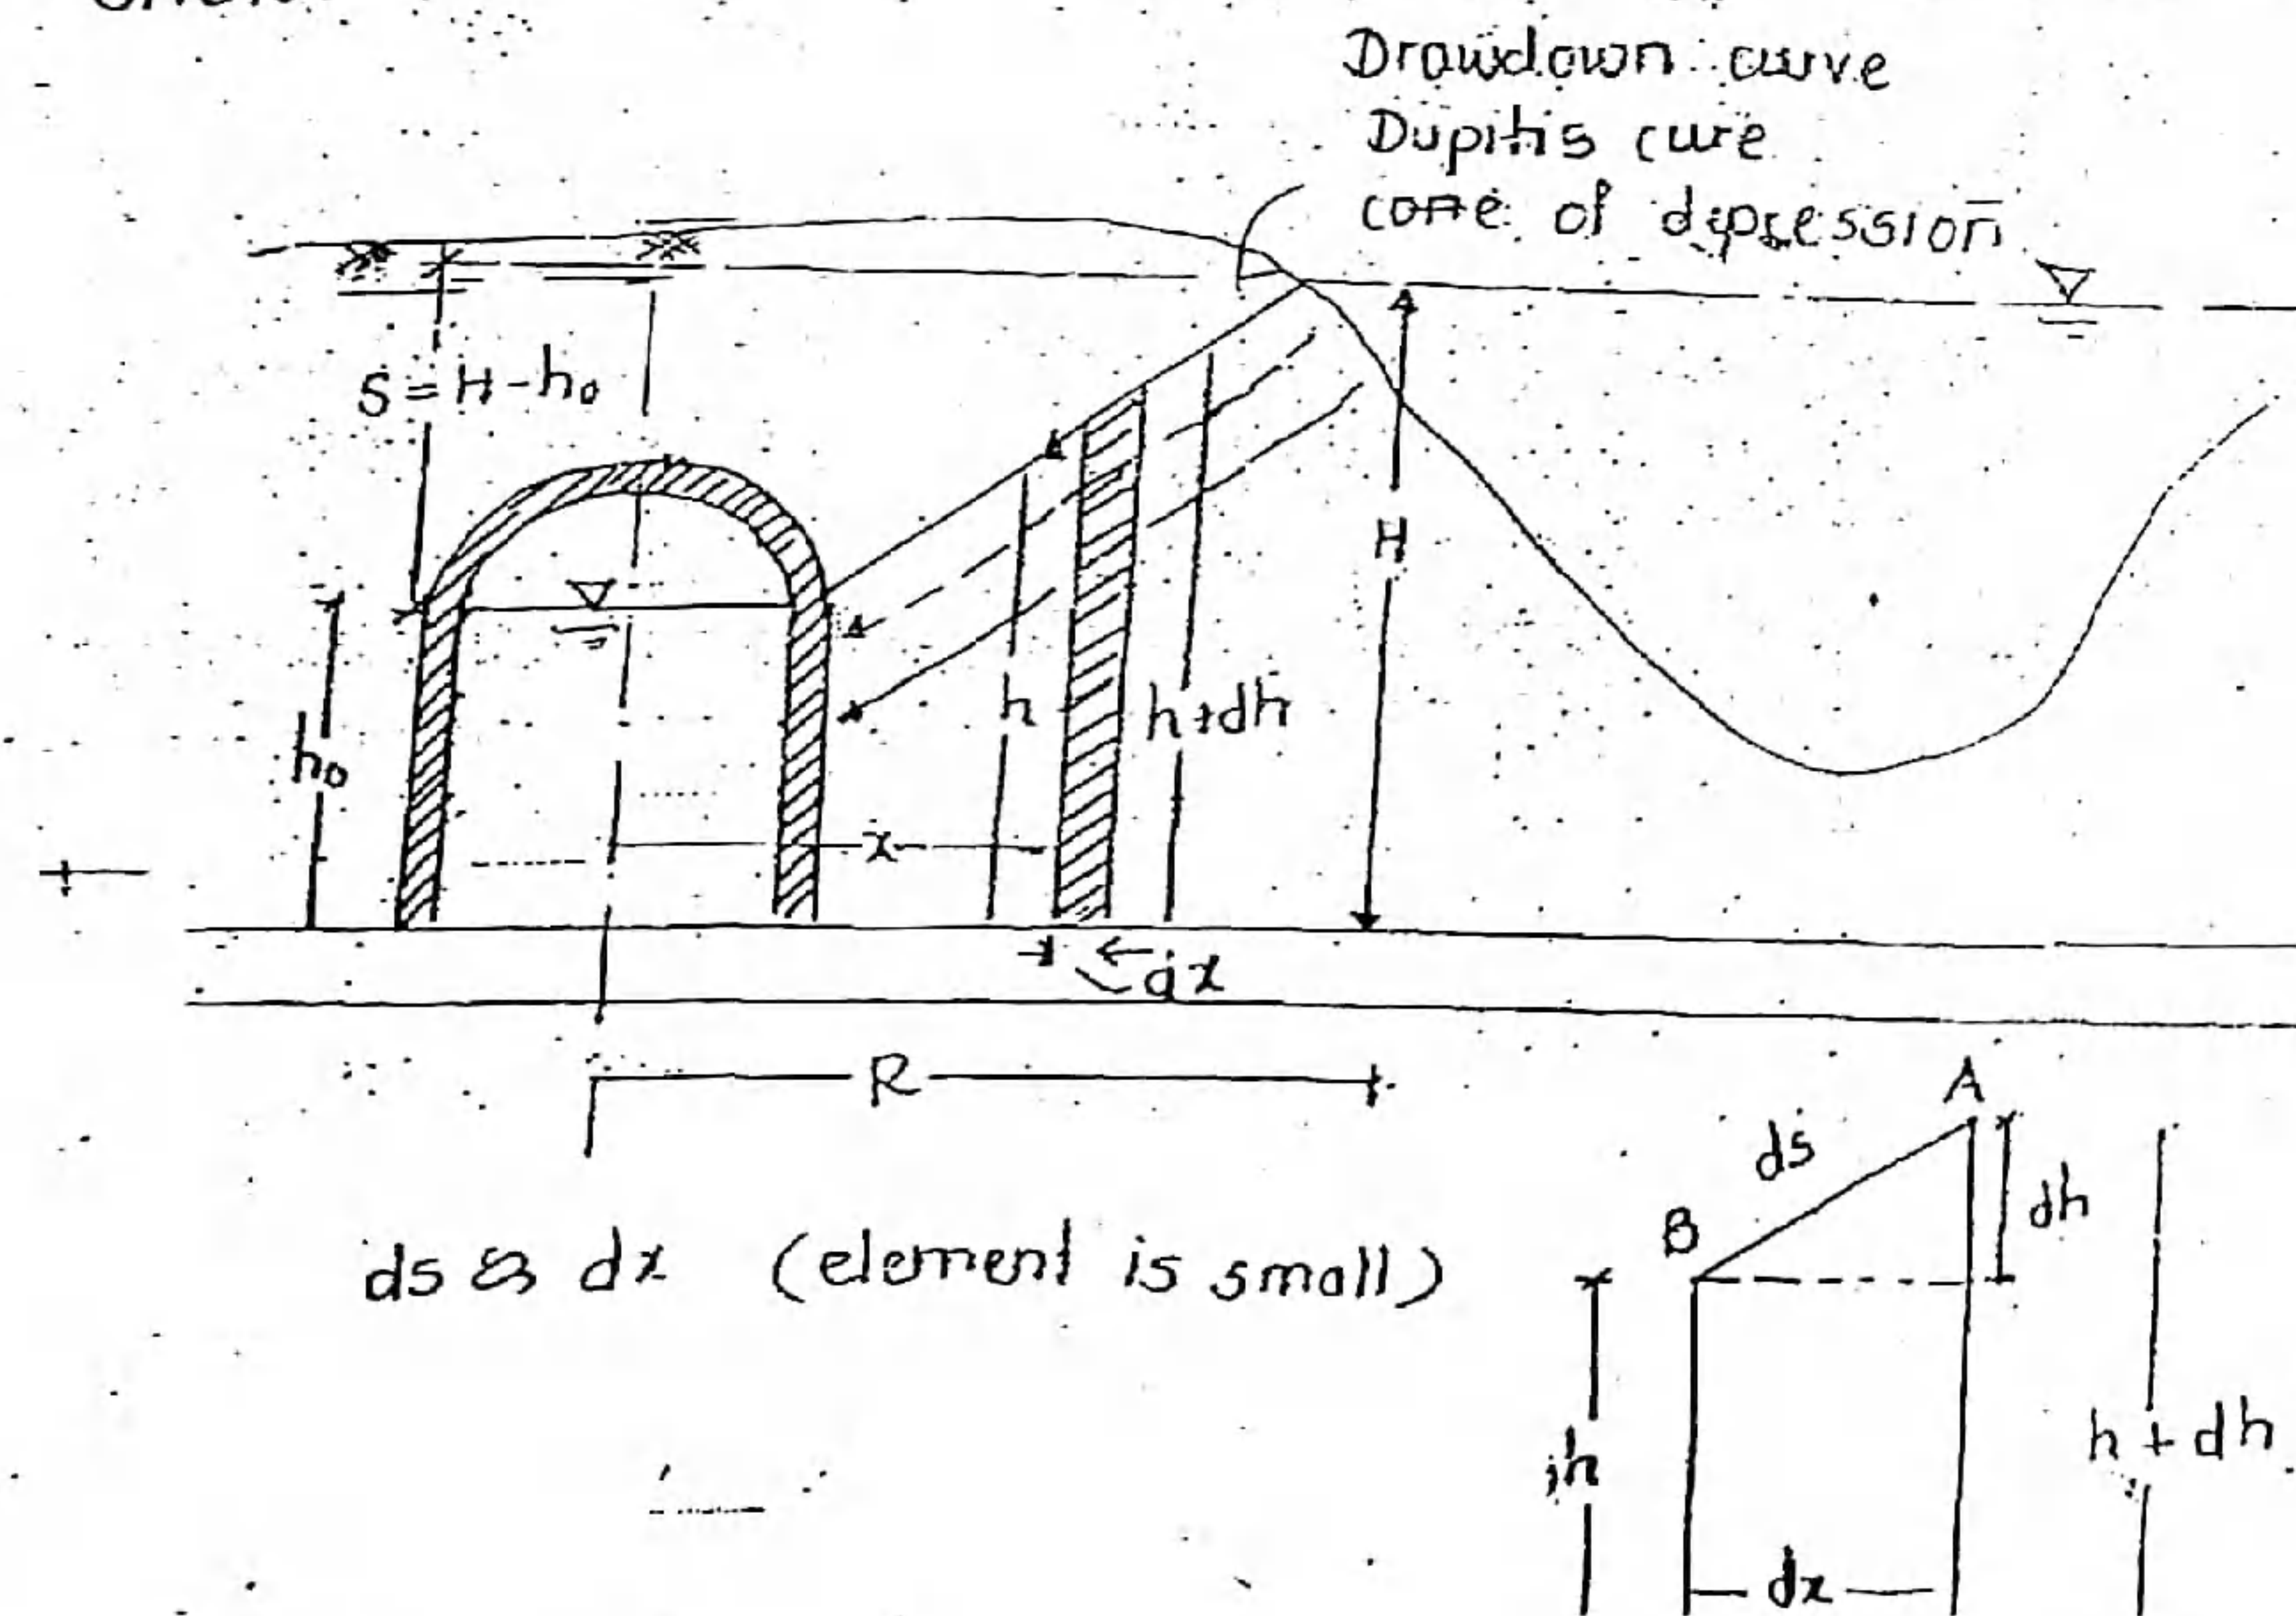 Drawdown curve
Dupitis cure
cone of depression
S = H - h₀
H
h
h+dh
h₀
x
dx
R
A
ds
B
dh
ds ≈ dx (element is small)
h
h + dh
dx